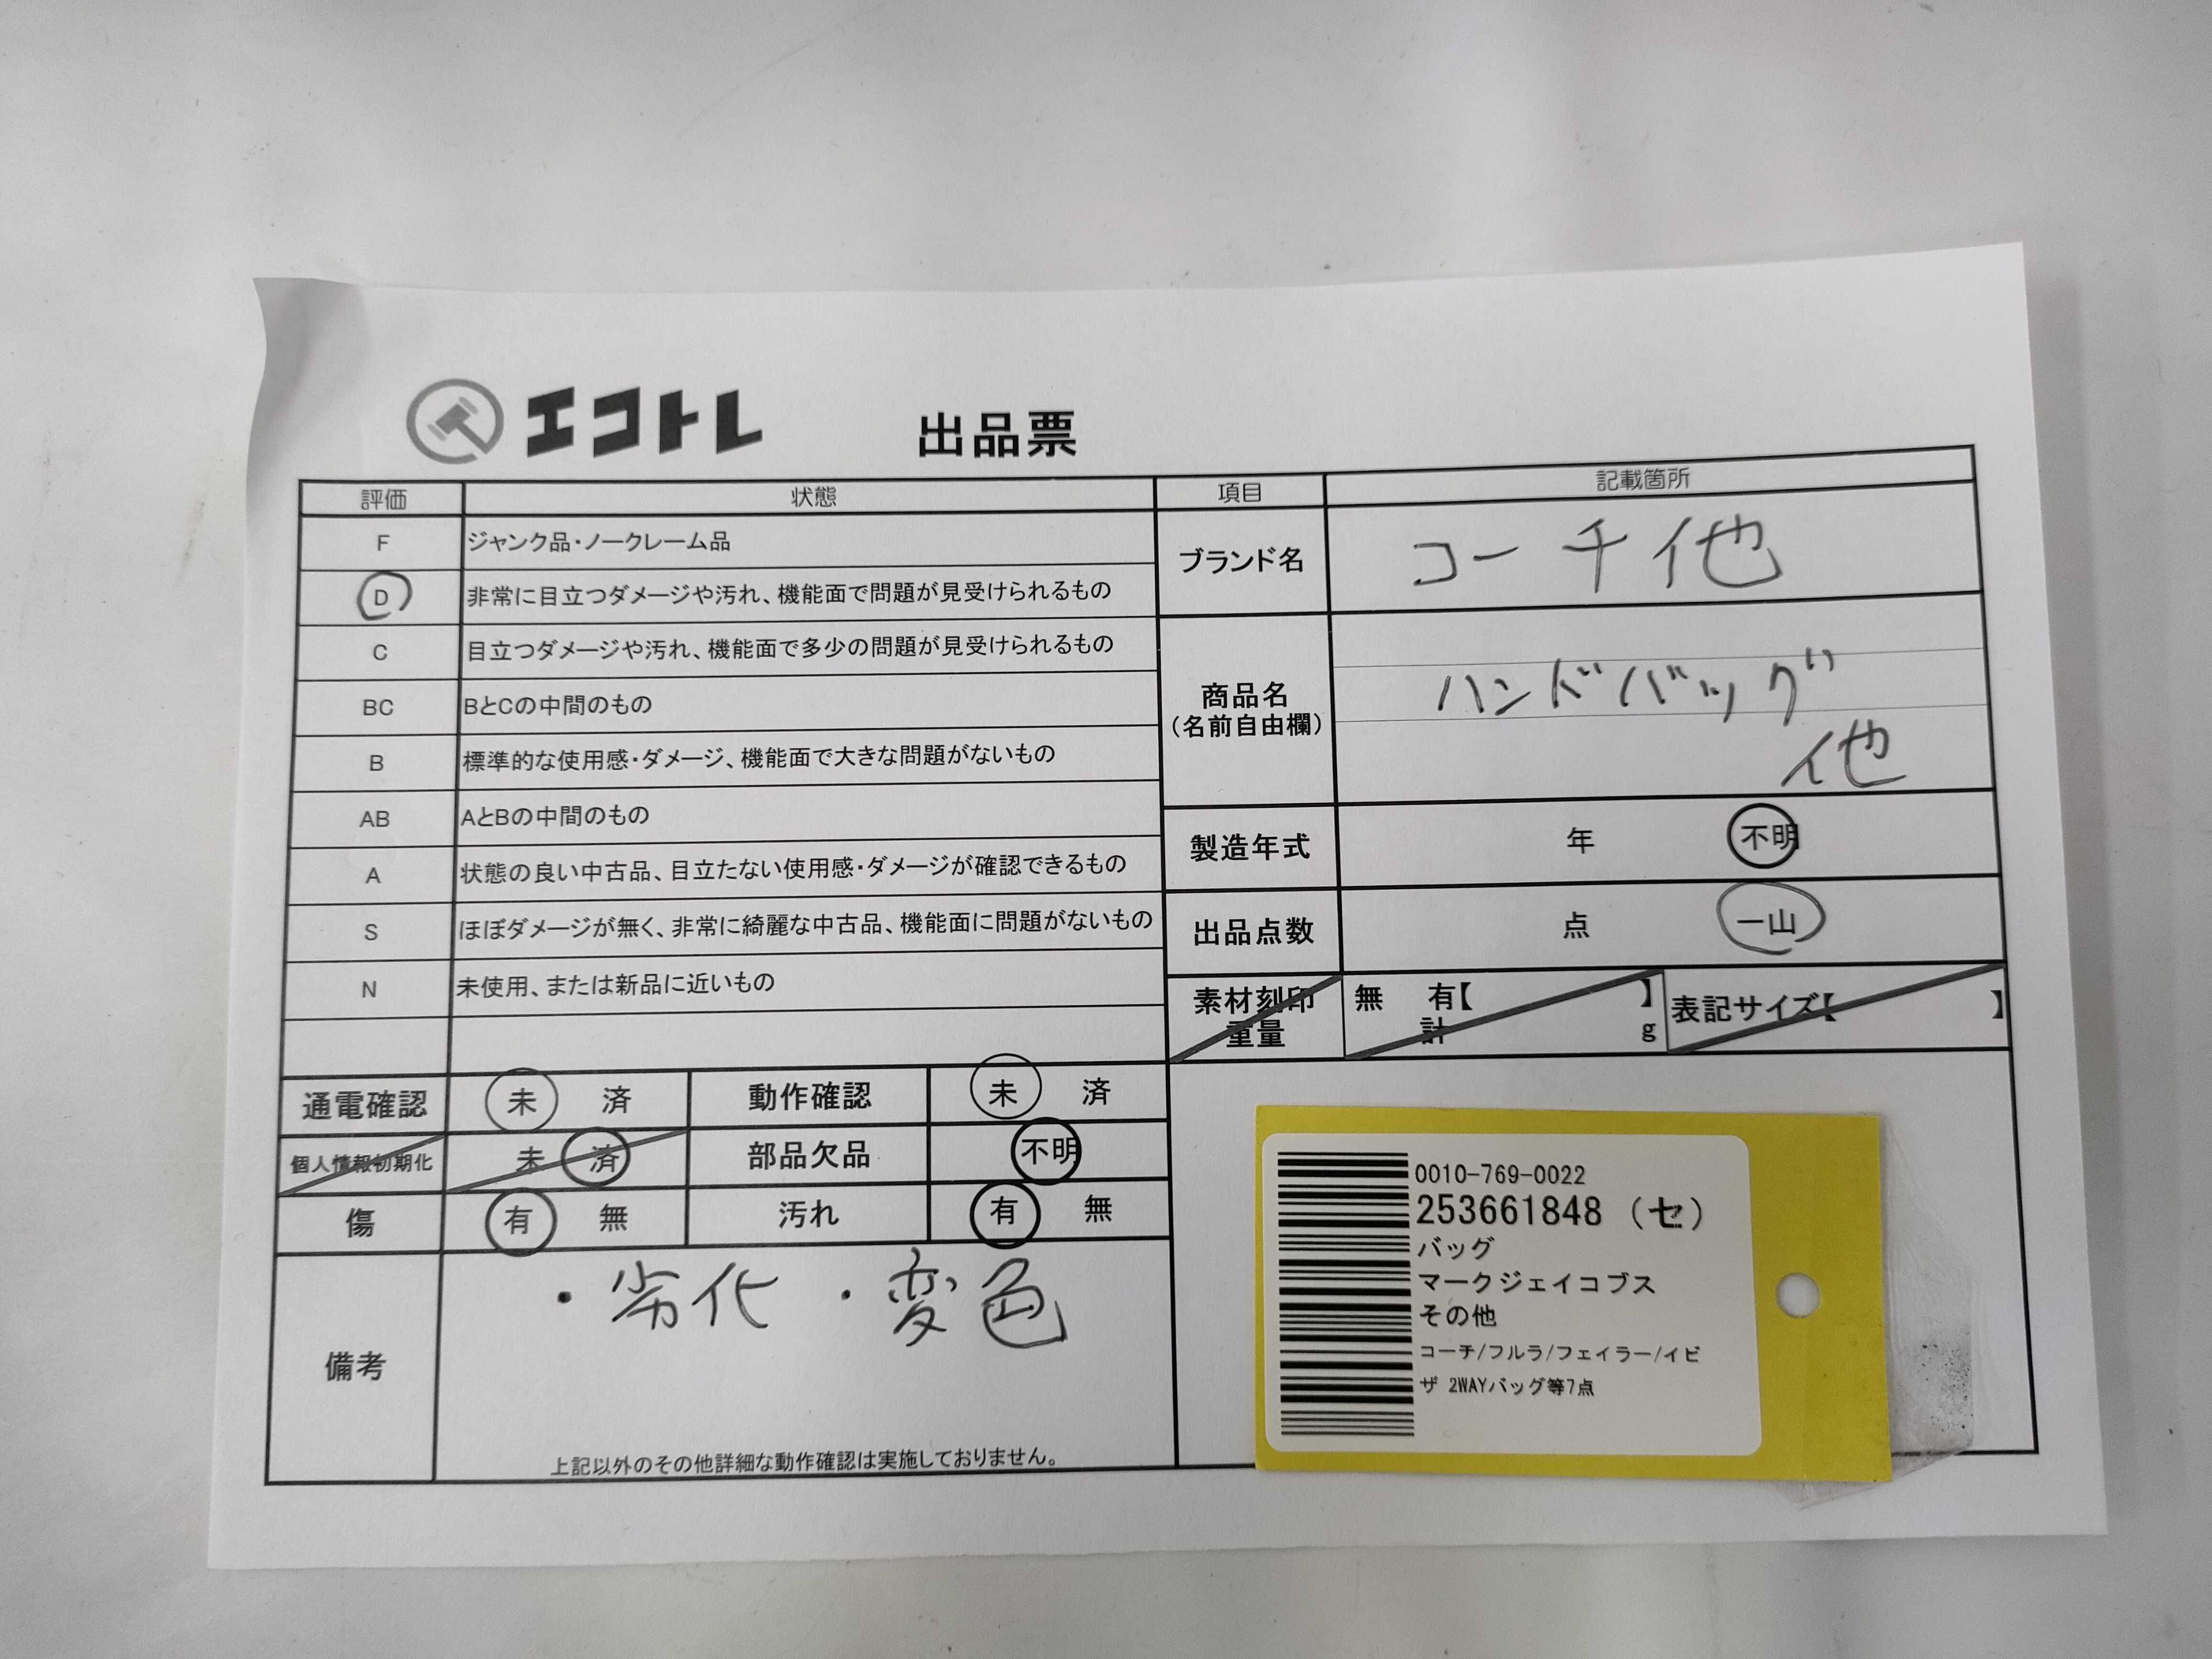 エコトレ 出品票
評価 状態 項目 記載箇所
F ジャンク品・ノークレーム品
D 非常に目立つダメージや汚れ、機能面で問題が見受けられるもの
C 目立つダメージや汚れ、機能面で多少の問題が見受けられるもの
BC BとCの中間のもの
B 標準的な使用感・ダメージ、機能面で大きな問題がないもの
AB AとBの中間のもの
A 状態の良い中古品、目立たない使用感・ダメージが確認できるもの
S ほぼダメージが無く、非常に綺麗な中古品、機能面に問題がないもの
N 未使用、または新品に近いもの
ブランド名 コーチ他
商品名 ハンドバッグ
(名前自由欄) 他
製造年式 年 不明
出品点数 点 一山
素材刻印 無 有【 】 表記サイズ【 】
重量 計 g
通電確認 未 済 動作確認 未 済
個人情報初期化 未 済 部品欠品 不明
傷 有 無 汚れ 有 無
備考 ・劣化 ・変色
上記以外のその他詳細な動作確認は実施しておりません。
0010-769-0022
253661848 (セ)
バッグ
マークジェイコブス
その他
コーチ/フルラ/フェイラー/イビ
ザ 2WAYバッグ等7点